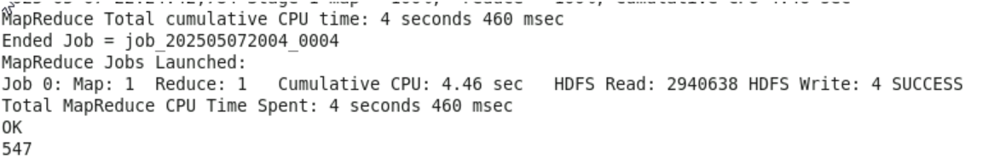 MapReduce Total cumulative CPU time: 4 seconds 460 msec
Ended Job = job_202505072004_0004
MapReduce Jobs Launched:
Job 0: Map: 1  Reduce: 1   Cumulative CPU: 4.46 sec   HDFS Read: 2940638 HDFS Write: 4 SUCCESS
Total MapReduce CPU Time Spent: 4 seconds 460 msec
OK
547